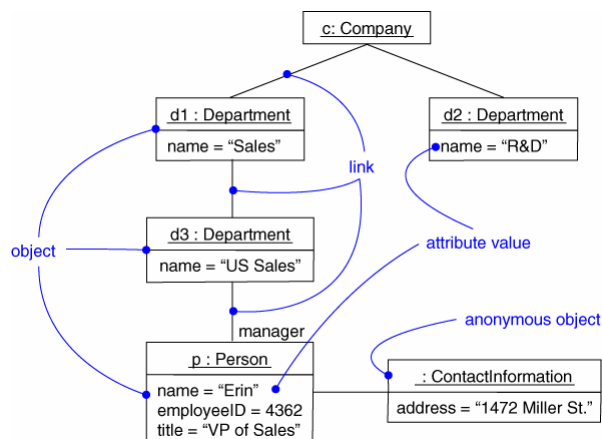 c: Company
d1 : Department
name = “Sales”
d2 : Department
name = “R&D”
link
d3 : Department
name = “US Sales”
object
attribute value
manager
anonymous object
p : Person
name = “Erin”
employeeID = 4362
title = “VP of Sales”
: ContactInformation
address = “1472 Miller St.”